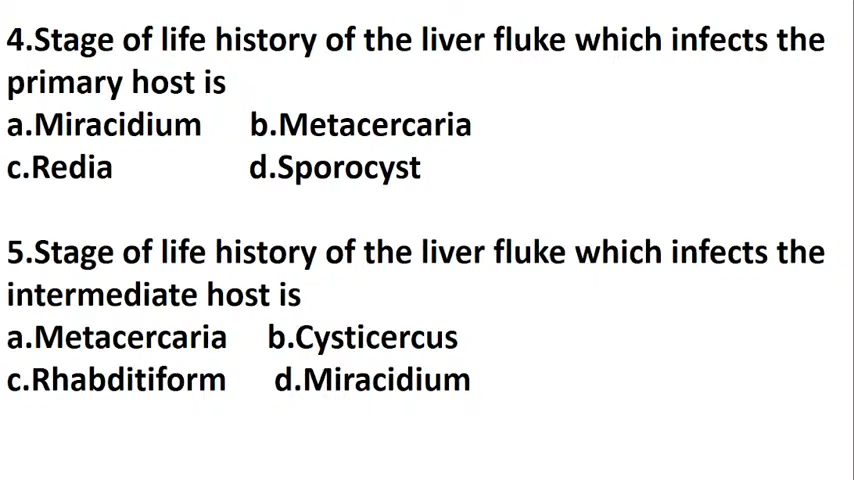 4.Stage of life history of the liver fluke which infects the
primary host is
a.Miracidium b.Metacercaria
c.Redia d.Sporocyst
5.Stage of life history of the liver fluke which infects the
intermediate host is
a.Metacercaria b.Cysticercus
c.Rhabditiform d.Miracidium